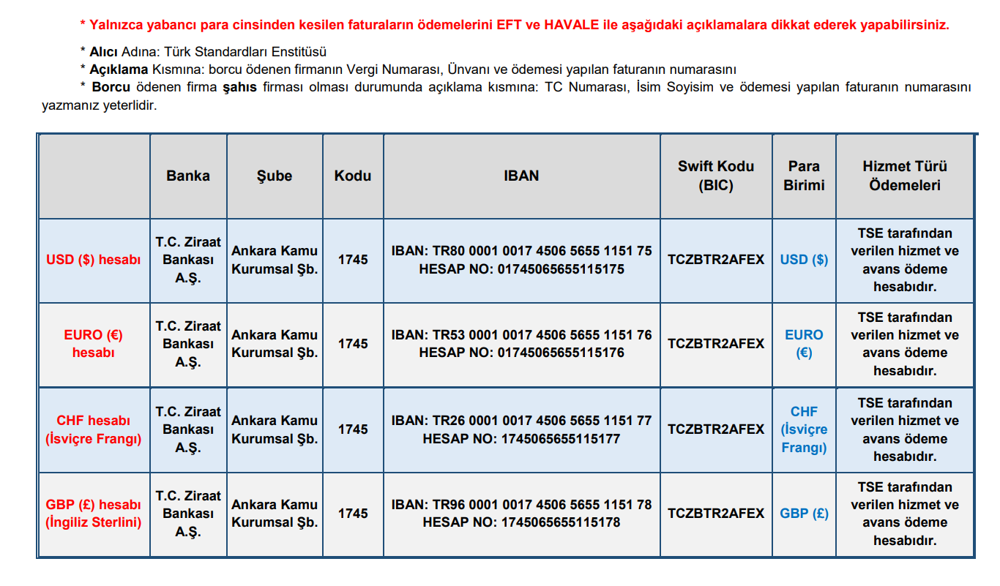 * Yalnızca yabancı para cinsinden kesilen faturaların ödemelerini EFT ve HAVALE ile aşağıdaki açıklamalara dikkat ederek yapabilirsiniz.
* Alıcı Adına: Türk Standardları Enstitüsü
* Açıklama Kısmına: borcu ödenen firmanın Vergi Numarası, Ünvanı ve ödemesi yapılan faturanın numarasını
* Borcu ödenen firma şahıs firması olması durumunda açıklama kısmına: TC Numarası, İsim Soyisim ve ödemesi yapılan faturanın numarasını
yazmanız yeterlidir.
Banka
Şube
Kodu
IBAN
Swift Kodu
(BIC)
Para
Birimi
Hizmet Türü
Ödemeleri
USD ($) hesabı
T.C. Ziraat
Bankası
A.Ş.
Ankara Kamu
Kurumsal Şb.
1745
IBAN: TR80 0001 0017 4506 5655 1151 75
HESAP NO: 01745065655115175
TCZBTR2AFEX
USD ($)
TSE tarafından
verilen hizmet ve
avans ödeme
hesabıdır.
EURO (€)
hesabı
T.C. Ziraat
Bankası
A.Ş.
Ankara Kamu
Kurumsal Şb.
1745
IBAN: TR53 0001 0017 4506 5655 1151 76
HESAP NO: 01745065655115176
TCZBTR2AFEX
EURO
(€)
TSE tarafından
verilen hizmet ve
avans ödeme
hesabıdır.
CHF hesabı
(İsviçre Frangı)
T.C. Ziraat
Bankası
A.Ş.
Ankara Kamu
Kurumsal Şb.
1745
IBAN: TR26 0001 0017 4506 5655 1151 77
HESAP NO: 1745065655115177
TCZBTR2AFEX
CHF
(İsviçre
Frangı)
TSE tarafından
verilen hizmet ve
avans ödeme
hesabıdır.
GBP (£) hesabı
(İngiliz Sterlini)
T.C. Ziraat
Bankası
A.Ş.
Ankara Kamu
Kurumsal Şb.
1745
IBAN: TR96 0001 0017 4506 5655 1151 78
HESAP NO: 1745065655115178
TCZBTR2AFEX
GBP (£)
TSE tarafından
verilen hizmet ve
avans ödeme
hesabıdır.